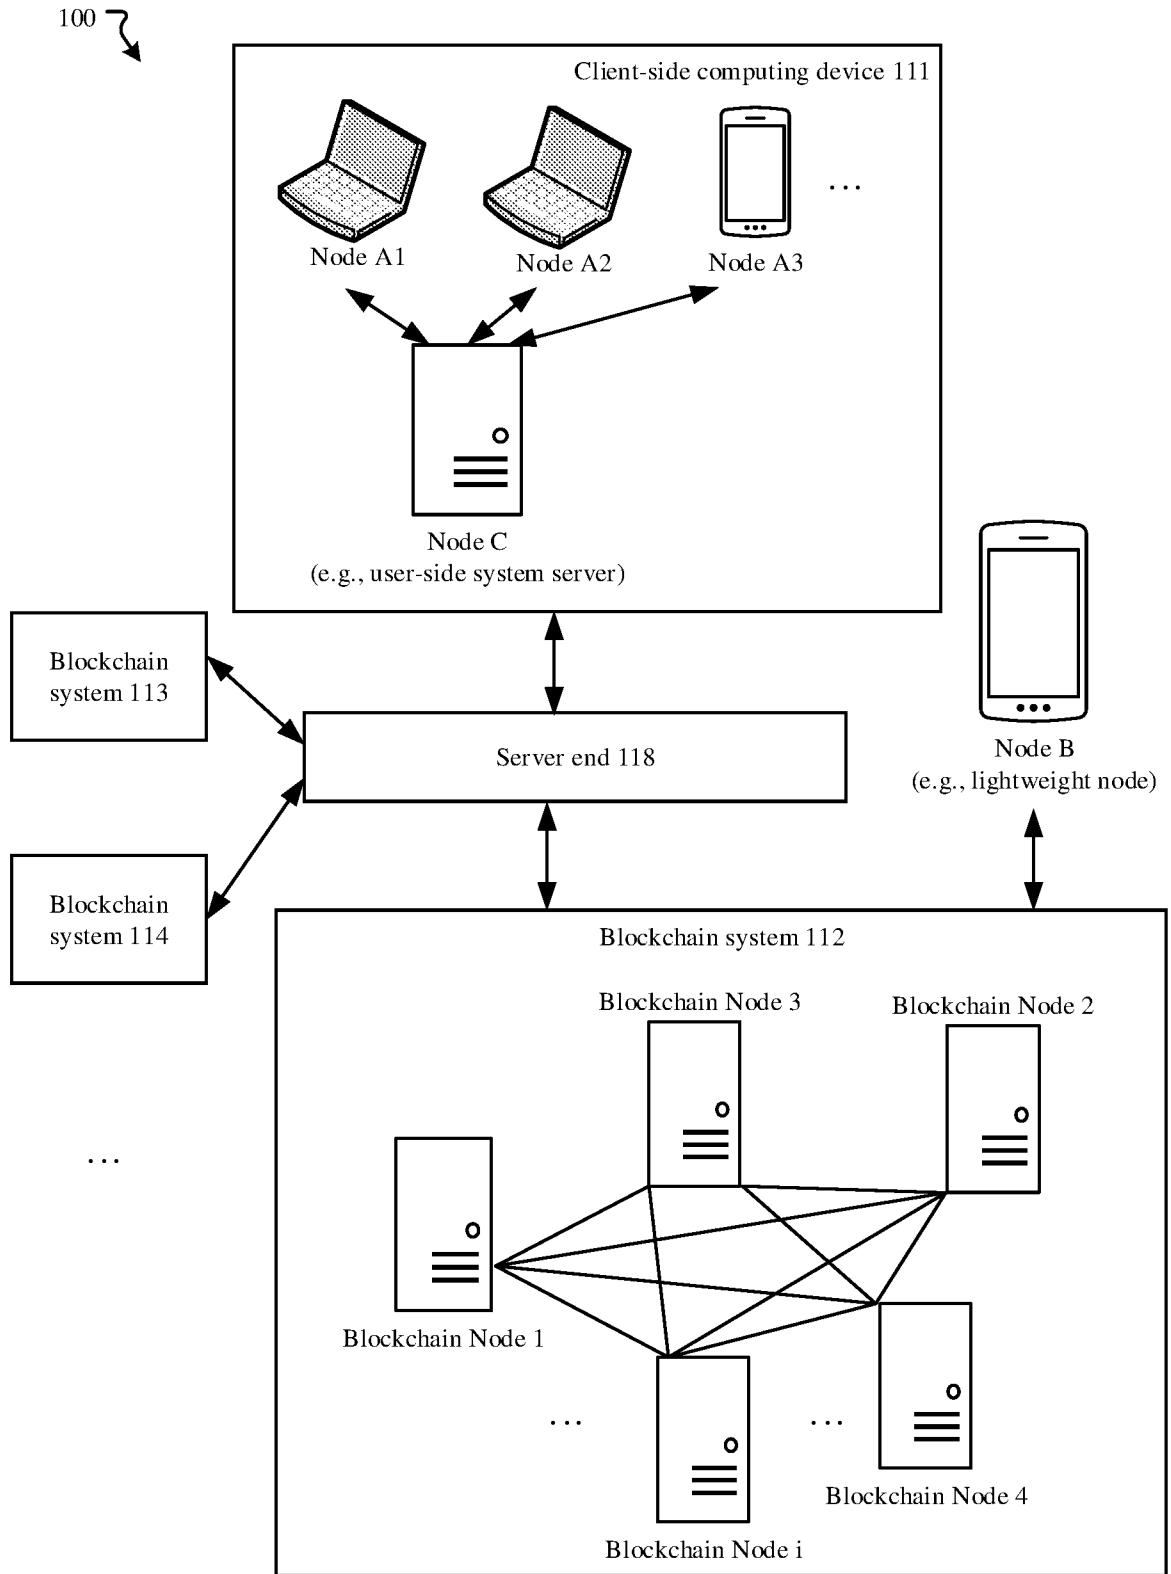 100
Client-side computing device 111
...
Node A1
Node A2
Node A3
Node C
(e.g., user-side system server)
Blockchain
system 113
Server end 118
Node B
(e.g., lightweight node)
Blockchain
system 114
Blockchain system 112
Blockchain Node 3
Blockchain Node 2
...
Blockchain Node 1
...
...
Blockchain Node 4
Blockchain Node i